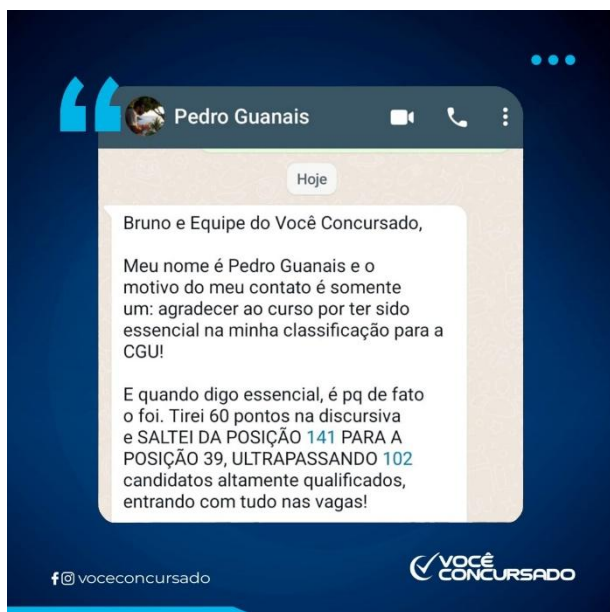 Pedro Guanais
Hoje
Bruno e Equipe do Você Concursado,
Meu nome é Pedro Guanais e o
motivo do meu contato é somente
um: agradecer ao curso por ter sido
essencial na minha classificação para a
CGU!
E quando digo essencial, é pq de fato
o foi. Tirei 60 pontos na discursiva
e SALTEI DA POSIÇÃO 141 PARA A
POSIÇÃO 39, ULTRAPASSANDO 102
candidatos altamente qualificados,
entrando com tudo nas vagas!
voceconcursado
VOCÊ
CONCURSADO